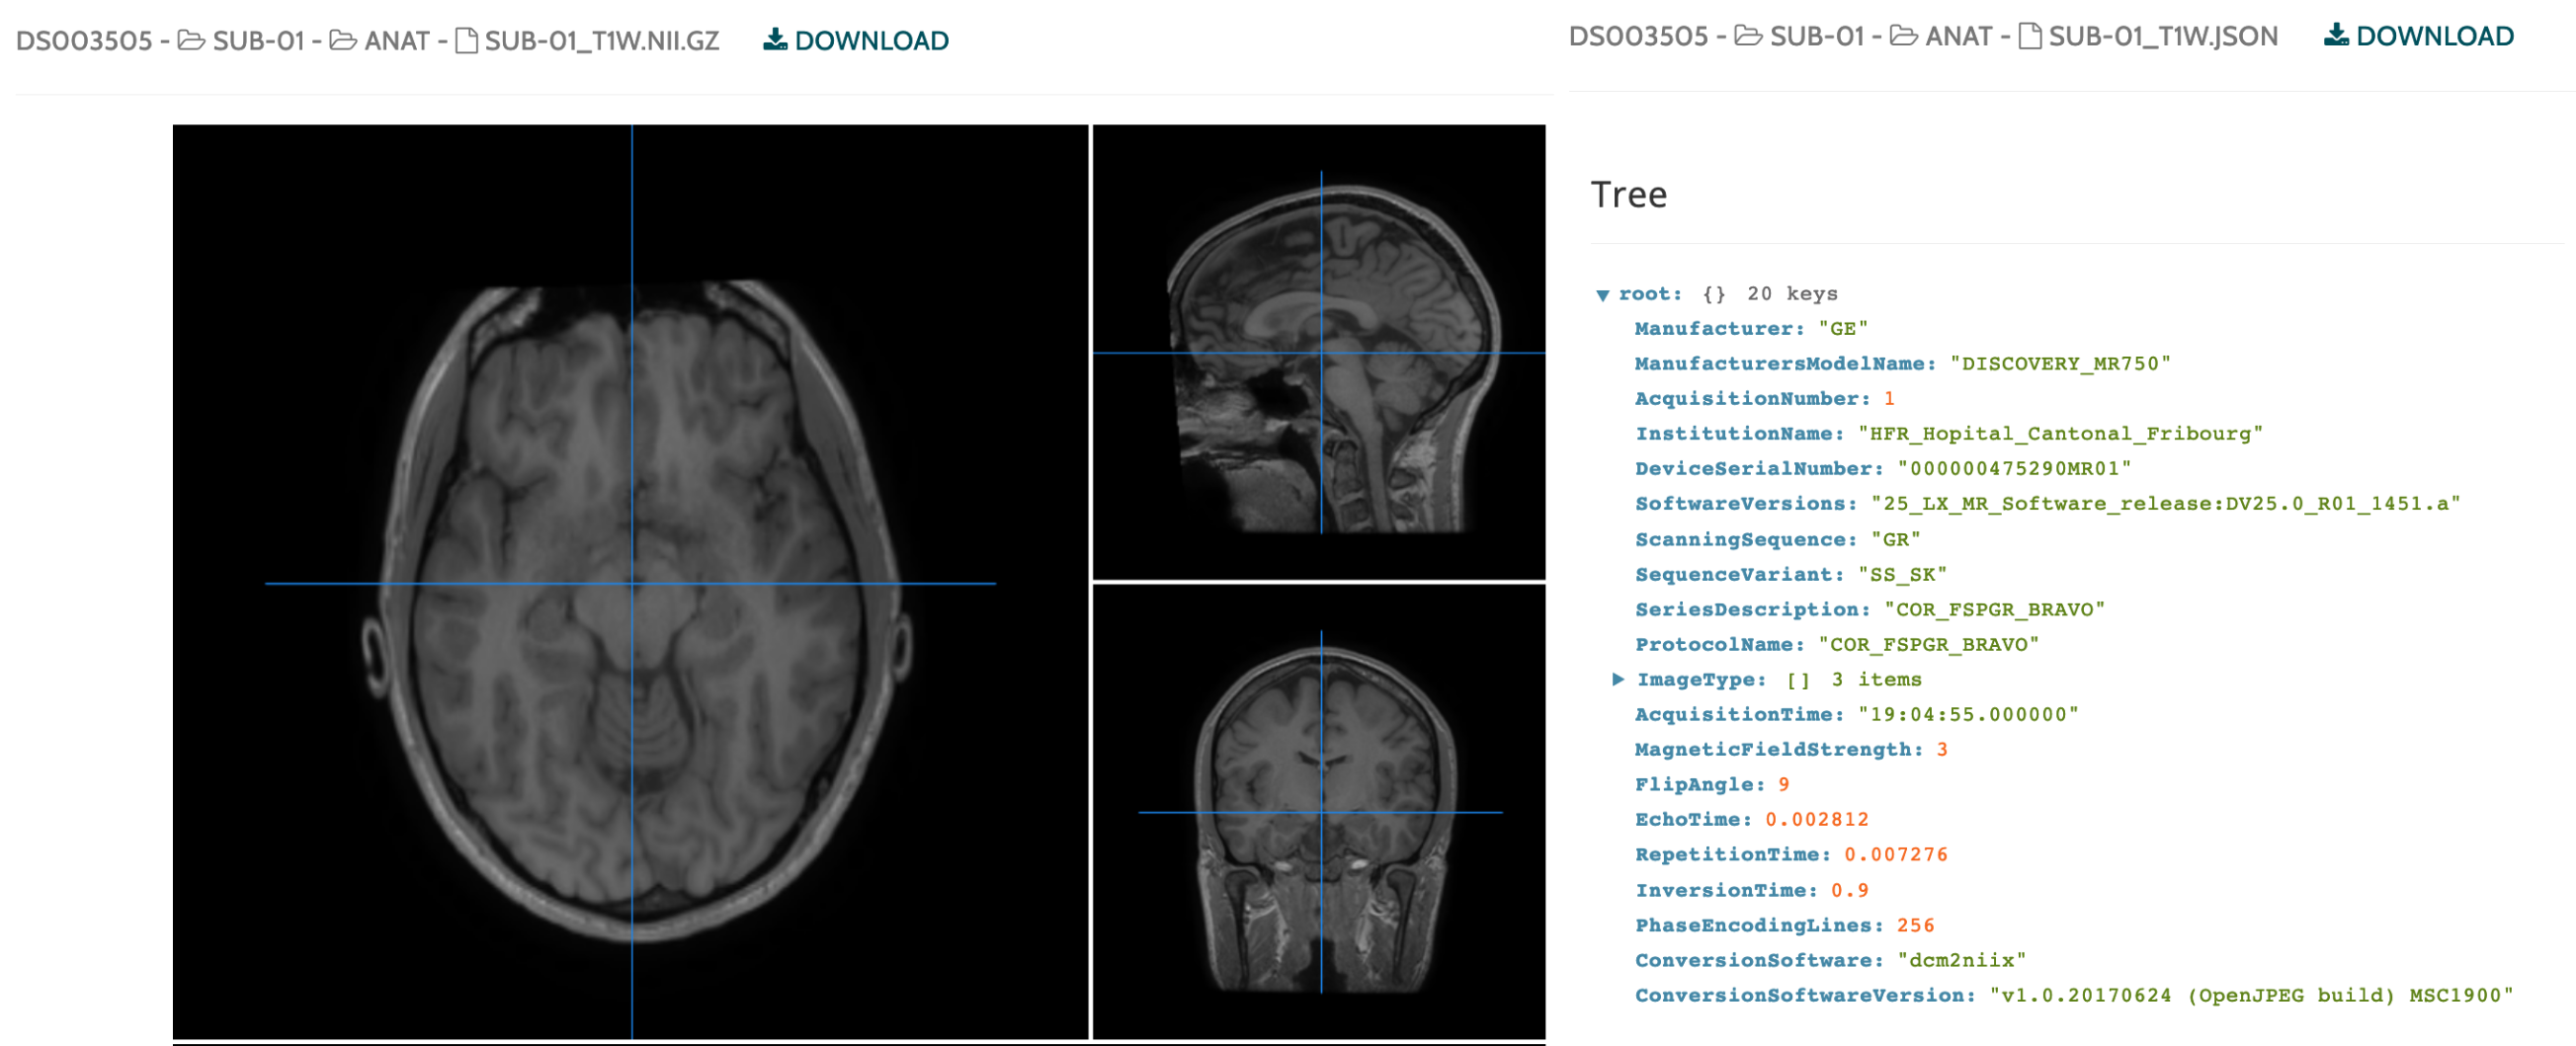 DS003505 - SUB-01 - ANAT - SUB-01_T1W.NII.GZ DOWNLOAD
DS003505 - SUB-01 - ANAT - SUB-01_T1W.JSON DOWNLOAD
Tree
root: {} 20 keys
Manufacturer: "GE"
ManufacturersModelName: "DISCOVERY_MR750"
AcquisitionNumber: 1
InstitutionName: "HFR_Hopital_Cantonal_Fribourg"
DeviceSerialNumber: "000000475290MR01"
SoftwareVersions: "25_LX_MR_Software_release:DV25.0_R01_1451.a"
ScanningSequence: "GR"
SequenceVariant: "SS_SK"
SeriesDescription: "COR_FSPGR_BRAVO"
ProtocolName: "COR_FSPGR_BRAVO"
ImageType: [] 3 items
AcquisitionTime: "19:04:55.000000"
MagneticFieldStrength: 3
FlipAngle: 9
EchoTime: 0.002812
RepetitionTime: 0.007276
InversionTime: 0.9
PhaseEncodingLines: 256
ConversionSoftware: "dcm2niix"
ConversionSoftwareVersion: "v1.0.20170624 (OpenJPEG build) MSC1900"